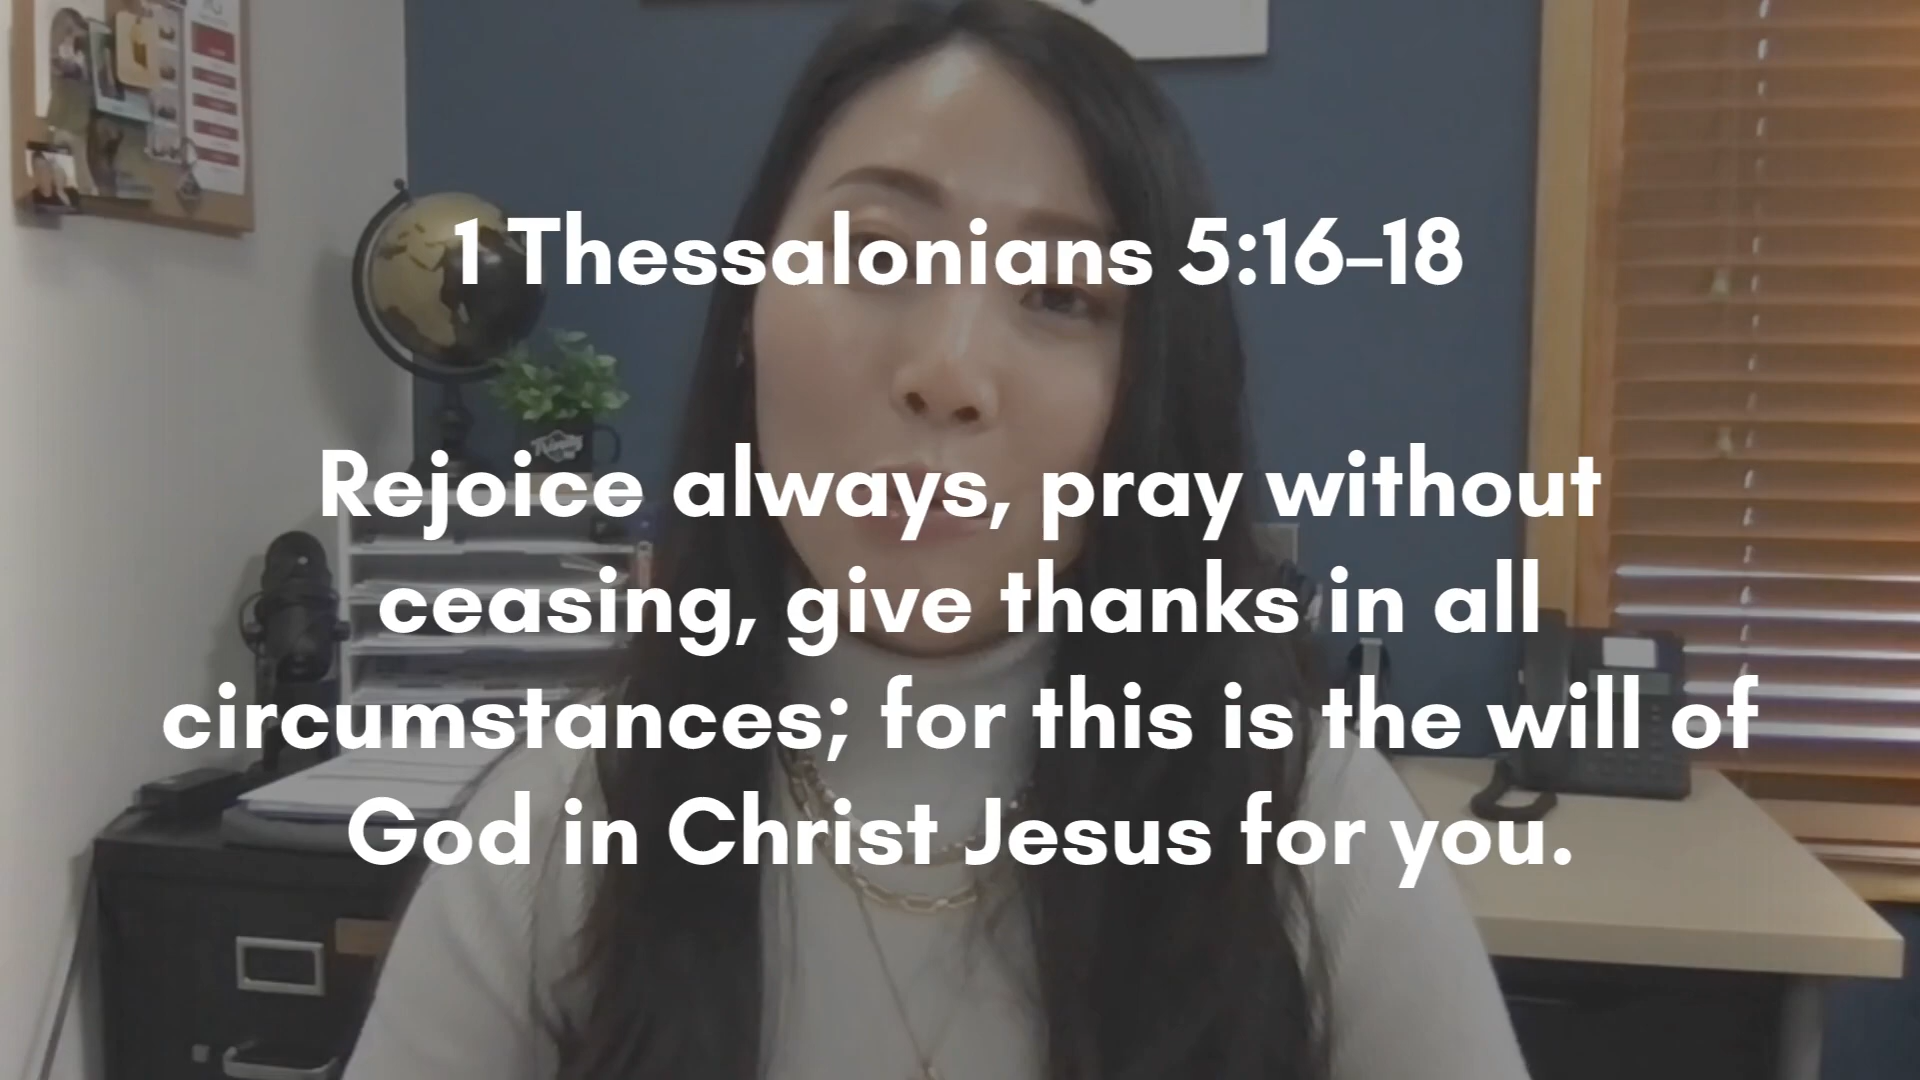 1 Thessalonians 5:16–18
Rejoice always, pray without
ceasing, give thanks in all
circumstances; for this is the will of
God in Christ Jesus for you.
Trinity